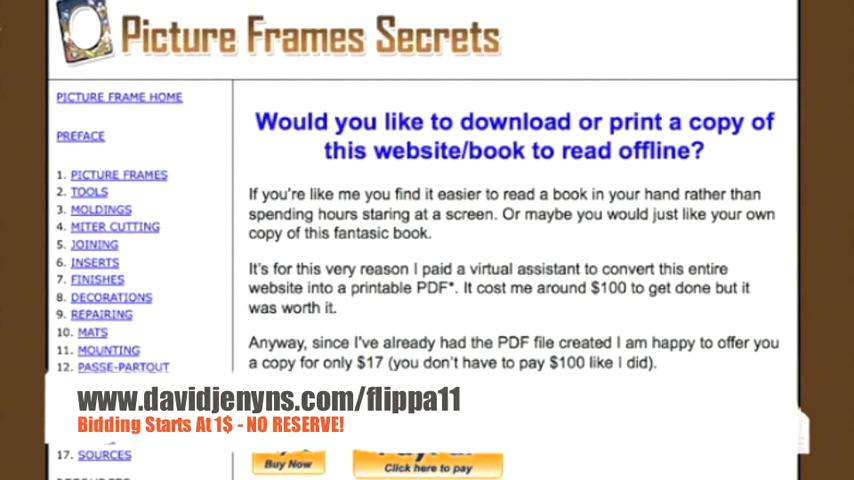 Picture Frames Secrets
PICTURE FRAME HOME
PREFACE
1. PICTURE FRAMES
2. TOOLS
3. MOLDINGS
4. MITER CUTTING
5. JOINING
6. INSERTS
7. FINISHES
8. DECORATIONS
9. REPAIRING
10. MATS
11. MOUNTING
12. PASSE-PARTOUT
17. SOURCES
Would you like to download or print a copy of
this website/book to read offline?
If you're like me you find it easier to read a book in your hand rather than
spending hours staring at a screen. Or maybe you would just like your own
copy of this fantasic book.
It's for this very reason I paid a virtual assistant to convert this entire
website into a printable PDF*. It cost me around $100 to get done but it
was worth it.
Anyway, since I've already had the PDF file created I am happy to offer you
a copy for only $17 (you don't have to pay $100 like I did).
www.davidjenyns.com/flippa11
Bidding Starts At 1$ - NO RESERVE!
Buy Now
Click here to pay